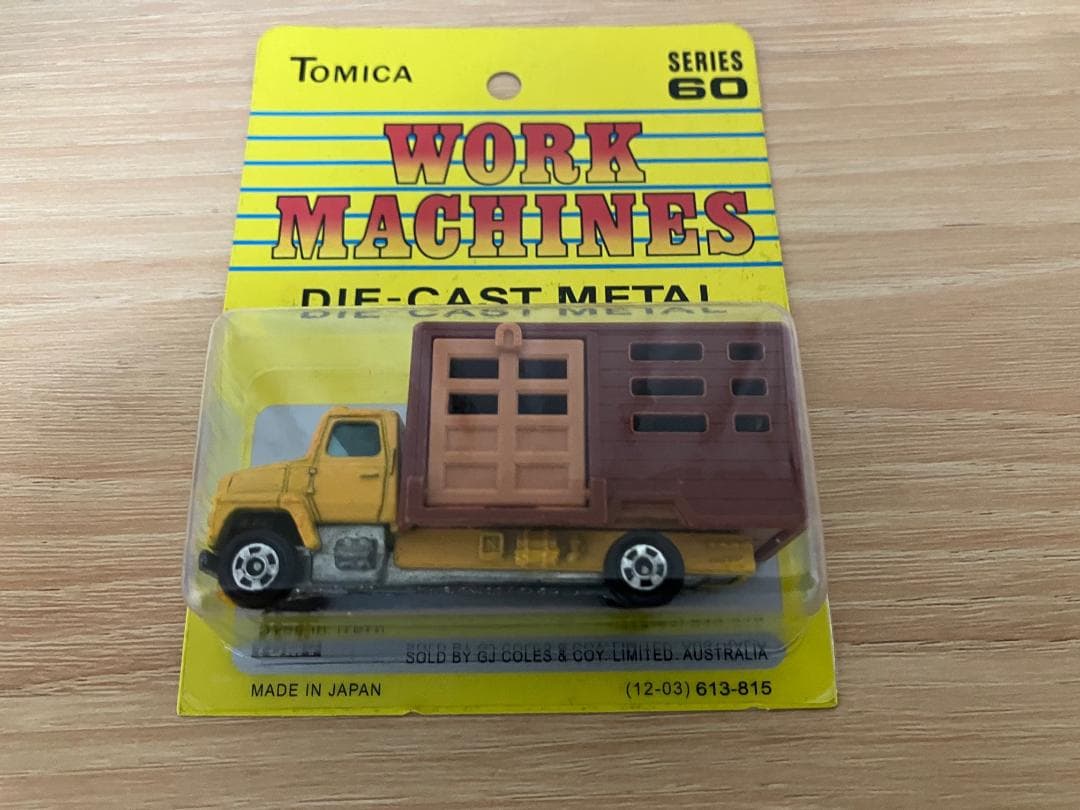 TOMICA
SERIES
60
WORK
MACHINES
DIE-CAST METAL
SOLD BY GJ COLES & COY. LIMITED. AUSTRALIA
MADE IN JAPAN
(12-03) 613-815